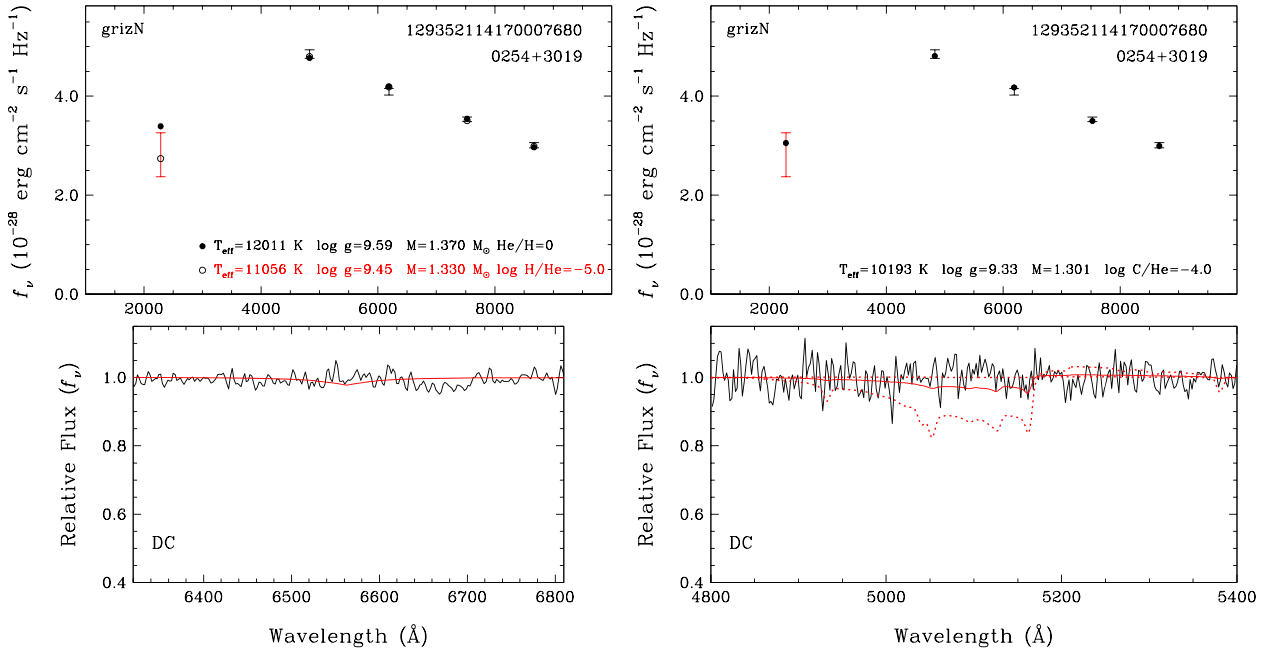 grizN
129352114170007680
0254+3019
4.0
2.0
0.0
f_ν (10⁻²⁸ erg cm⁻² s⁻¹ Hz⁻¹)
T_eff=12011 K log g=9.59 M=1.370 M_⊙ He/H=0
T_eff=11056 K log g=9.45 M=1.330 M_⊙ log H/He=−5.0
2000 4000 6000 8000
grizN
129352114170007680
0254+3019
4.0
2.0
0.0
f_ν (10⁻²⁸ erg cm⁻² s⁻¹ Hz⁻¹)
T_eff=10193 K log g=9.33 M=1.301 log C/He=−4.0
2000 4000 6000 8000
1.0
0.8
0.6
0.4
Relative Flux (f_ν)
DC
6400 6500 6600 6700 6800
Wavelength (Å)
1.0
0.8
0.6
0.4
Relative Flux (f_ν)
DC
4800 5000 5200 5400
Wavelength (Å)